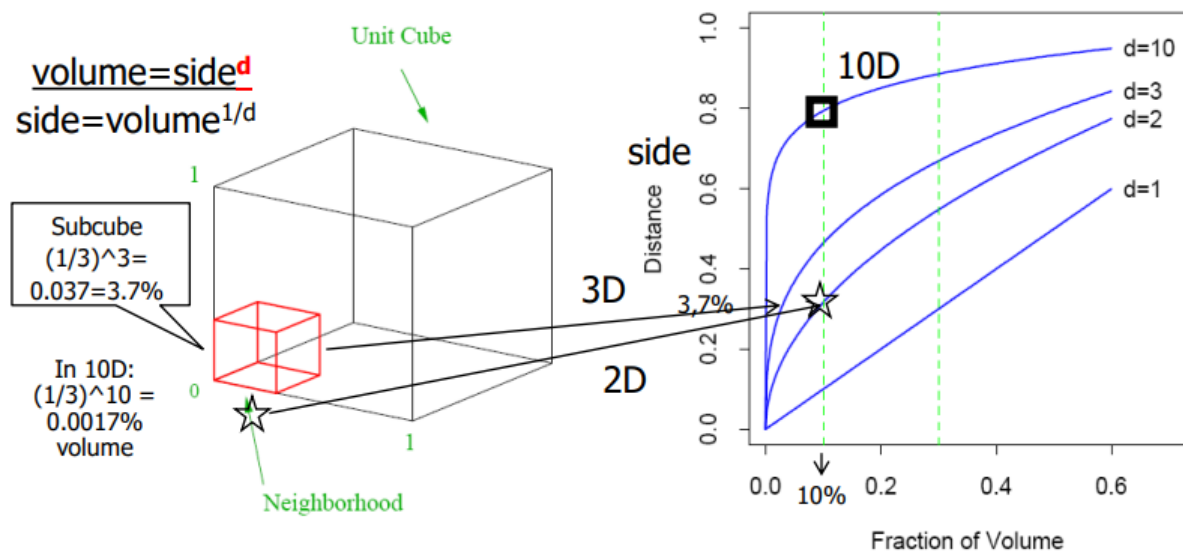 volume=side^d
side=volume^1/d
Unit Cube
1
Subcube
(1/3)^3=
0.037=3.7%
In 10D:
(1/3)^10 =
0.0017%
volume
0
1
Neighborhood
3D
2D
side
Distance
1.0
0.8
0.6
0.4
0.2
0.0
10D
d=10
d=3
d=2
d=1
3,7%
0.0
0.2
0.4
0.6
10%
Fraction of Volume